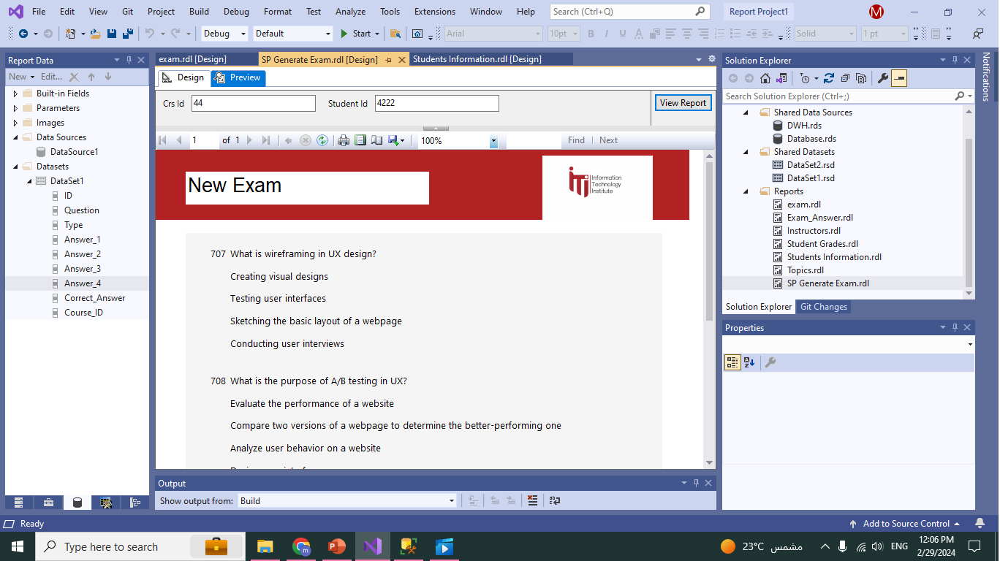 File Edit View Git Project Build Debug Format Test Analyze Tools Extensions Window Help Search (Ctrl+Q) Report Project1 M
Debug Default Start Arial 10pt B I U A Solid 1 pt
Report Data
New Edit...
Built-in Fields
Parameters
Images
Data Sources
DataSource1
Datasets
DataSet1
ID
Question
Type
Answer_1
Answer_2
Answer_3
Answer_4
Correct_Answer
Course_ID
exam.rdl [Design] SP Generate Exam.rdl [Design] Students Information.rdl [Design]
Design Preview
Crs Id 44 Student Id 4222 View Report
1 of 1 100% Find | Next
New Exam
iTi Information
Technology
Institute
707 What is wireframing in UX design?
Creating visual designs
Testing user interfaces
Sketching the basic layout of a webpage
Conducting user interviews
708 What is the purpose of A/B testing in UX?
Evaluate the performance of a website
Compare two versions of a webpage to determine the better-performing one
Analyze user behavior on a website
Output
Show output from: Build
Solution Explorer
Search Solution Explorer (Ctrl+;)
Shared Data Sources
DWH.rds
Database.rds
Shared Datasets
DataSet2.rsd
DataSet1.rsd
Reports
exam.rdl
Exam_Answer.rdl
Instructors.rdl
Student Grades.rdl
Students Information.rdl
Topics.rdl
SP Generate Exam.rdl
Solution Explorer Git Changes
Properties
Notifications
Ready Add to Source Control
Type here to search 23°C مشمس ENG 12:06 PM
2/29/2024